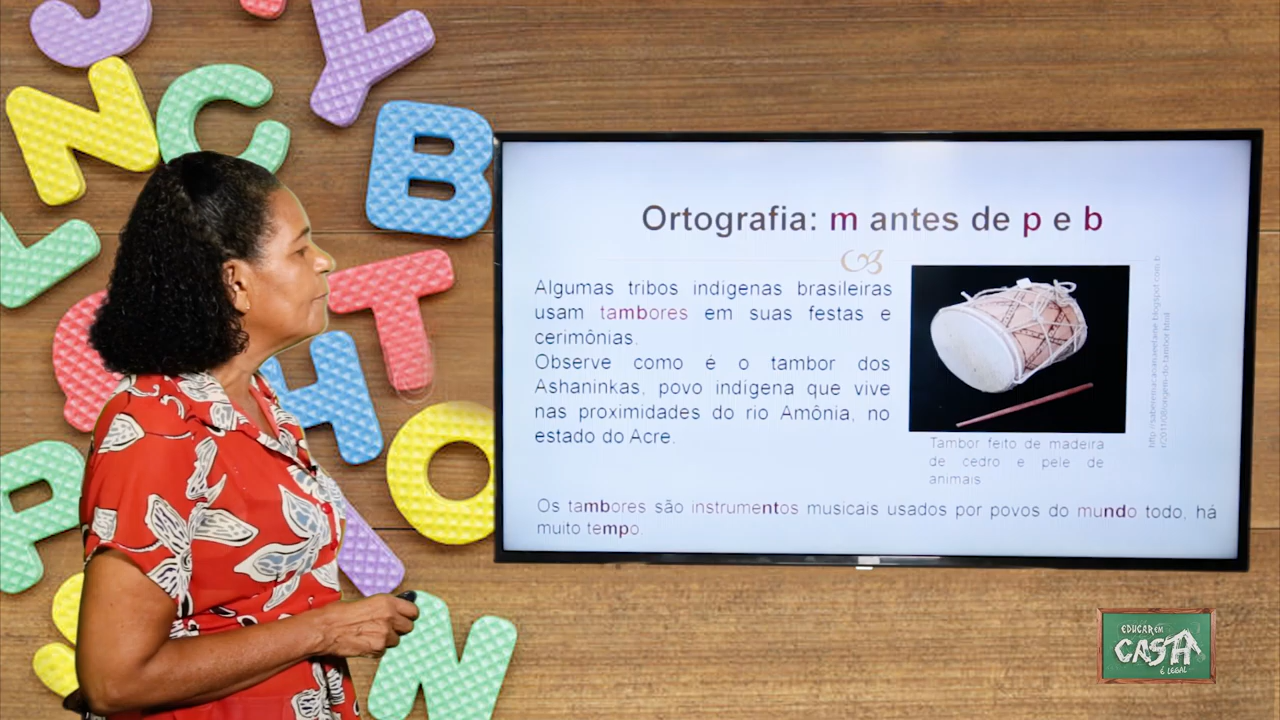 Ortografia: m antes de p e b
Algumas tribos indigenas brasileiras
usam tambores em suas festas e
cerimônias.
Observe como é o tambor dos
Ashaninkas, povo indígena que vive
nas proximidades do rio Amônia, no
estado do Acre.
Tambor feito de madeira
de cedro e pele de
animais
Os tambores são instrumentos musicais usados por povos do mundo todo, há
muito tempo.
EDUCAR EM
CASA
É LEGAL
J
Y
N
C
B
L
T
H
O
N